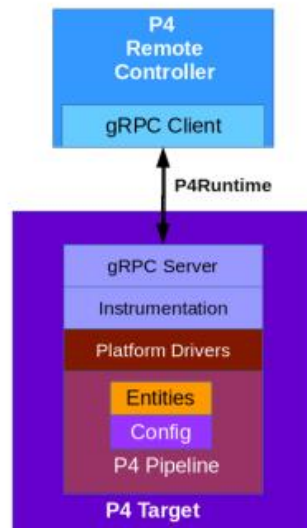 P4
Remote
Controller
gRPC Client
P4Runtime
gRPC Server
Instrumentation
Platform Drivers
Entities
Config
P4 Pipeline
P4 Target